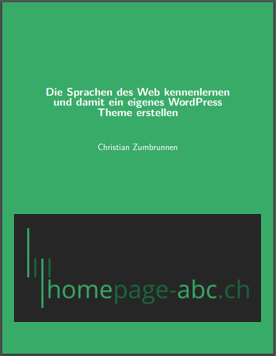 Die Sprachen des Web kennenlernen
und damit ein eigenes WordPress
Theme erstellen
Christian Zumbrunnen
homepage-abc.ch